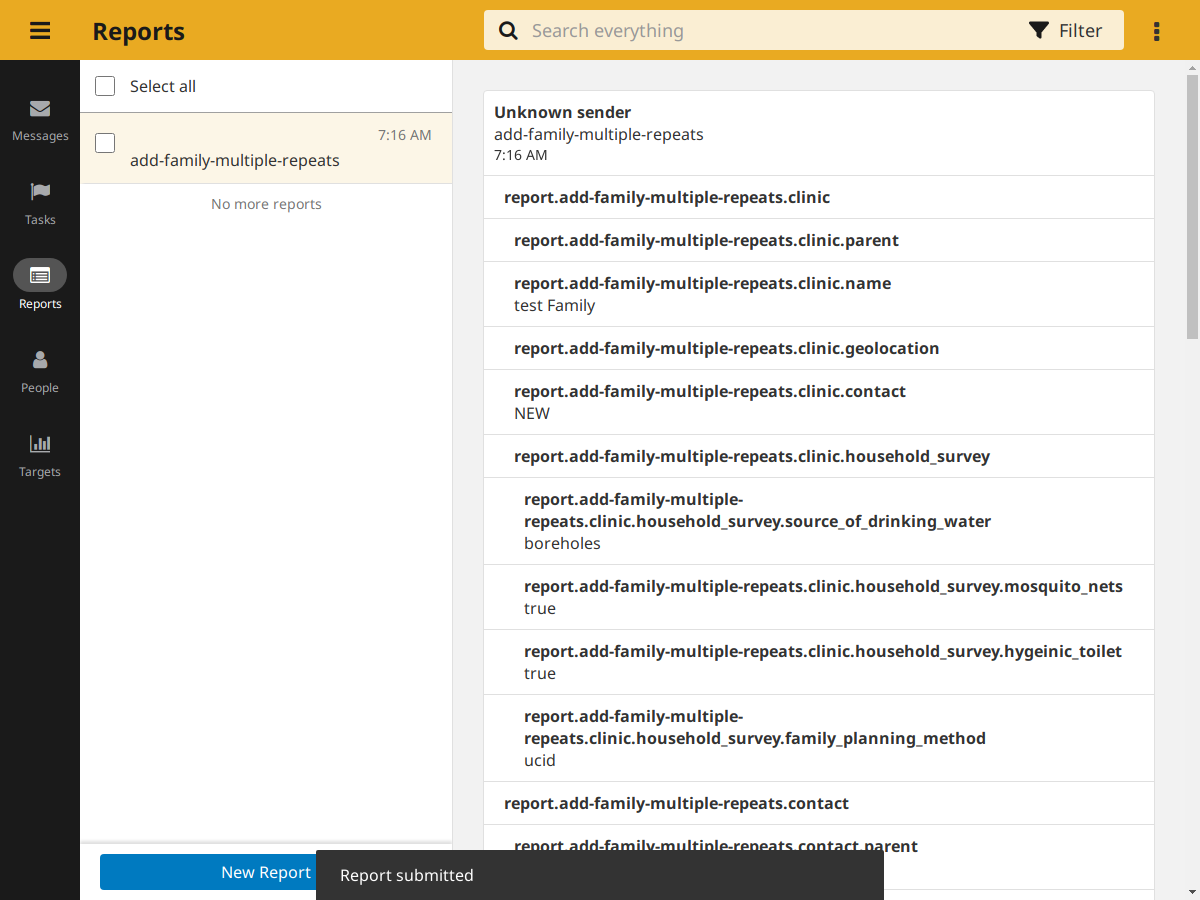 Reports
Search everything
Filter
Messages
Tasks
Reports
People
Targets
Select all
7:16 AM
add-family-multiple-repeats
No more reports
New Report
Unknown sender
add-family-multiple-repeats
7:16 AM
report.add-family-multiple-repeats.clinic
report.add-family-multiple-repeats.clinic.parent
report.add-family-multiple-repeats.clinic.name
test Family
report.add-family-multiple-repeats.clinic.geolocation
report.add-family-multiple-repeats.clinic.contact
NEW
report.add-family-multiple-repeats.clinic.household_survey
report.add-family-multiple-
repeats.clinic.household_survey.source_of_drinking_water
boreholes
report.add-family-multiple-repeats.clinic.household_survey.mosquito_nets
true
report.add-family-multiple-repeats.clinic.household_survey.hygeinic_toilet
true
report.add-family-multiple-
repeats.clinic.household_survey.family_planning_method
ucid
report.add-family-multiple-repeats.contact
report.add-family-multiple-repeats.contact.parent
Report submitted